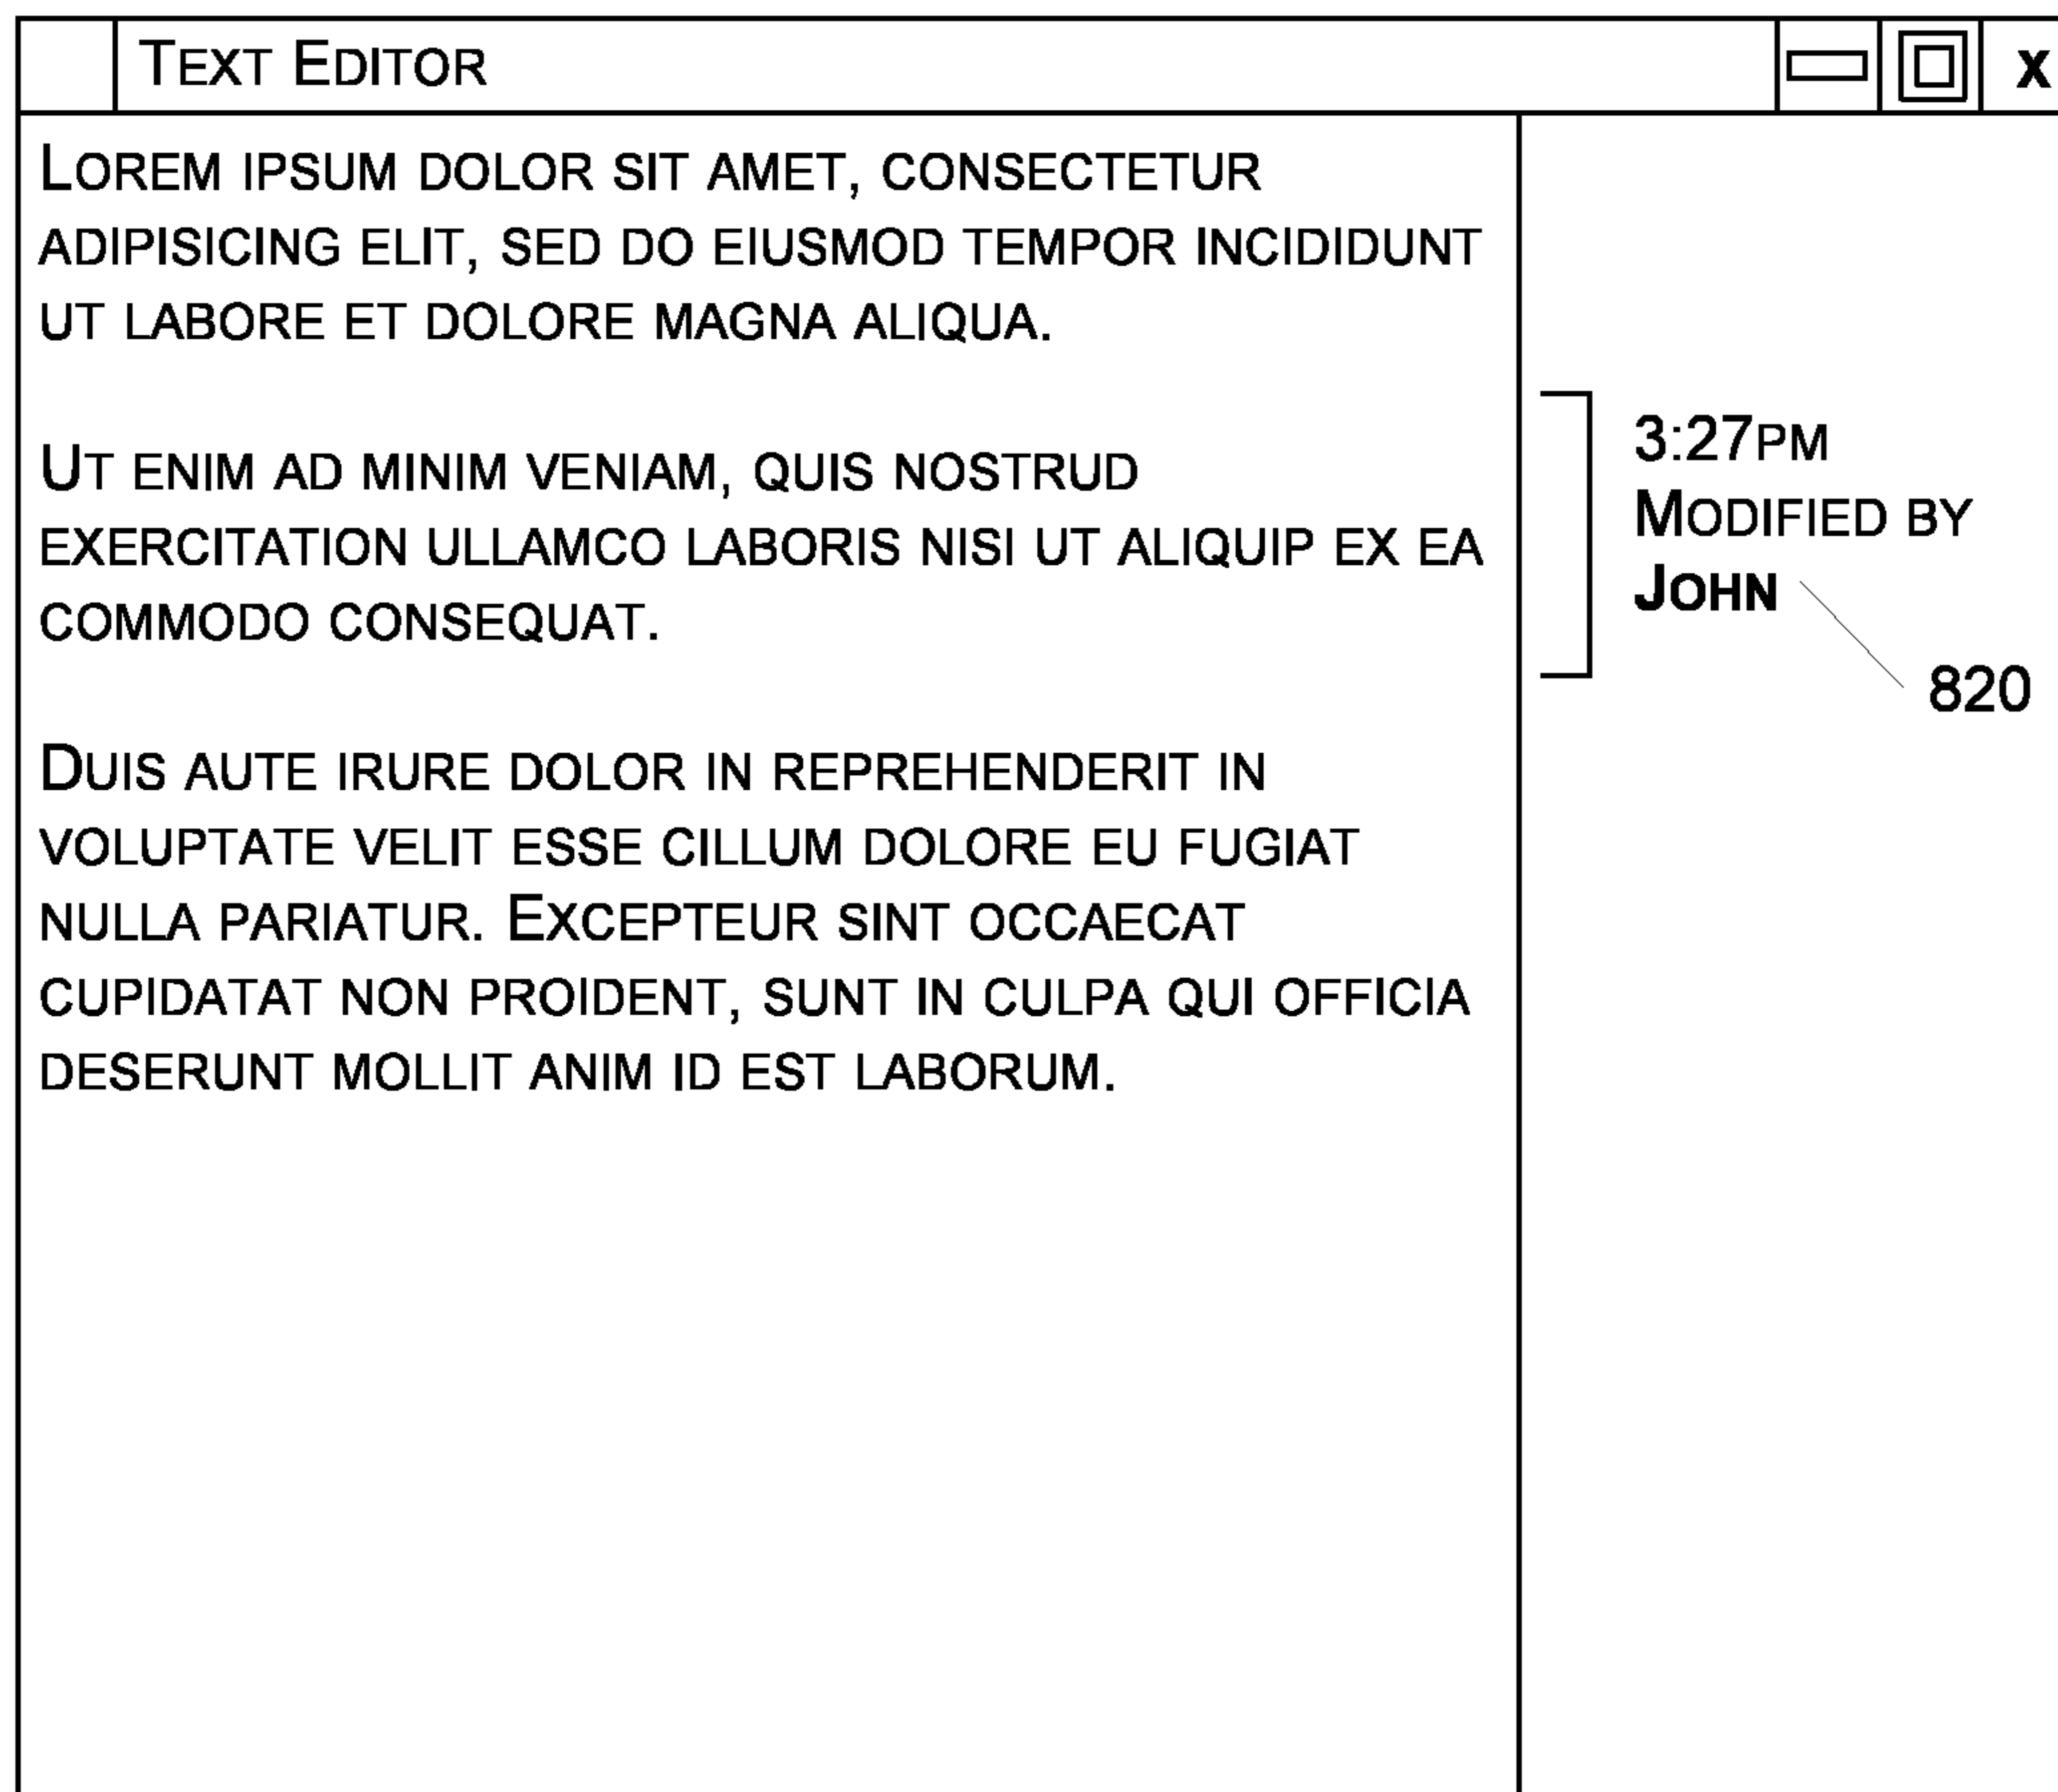 Text Editor
x
Lorem ipsum dolor sit amet, consectetur
adipisicing elit, sed do eiusmod tempor incididunt
ut labore et dolore magna aliqua.
Ut enim ad minim veniam, quis nostrud
exercitation ullamco laboris nisi ut aliquip ex ea
commodo consequat.
Duis aute irure dolor in reprehenderit in
voluptate velit esse cillum dolore eu fugiat
nulla pariatur. Excepteur sint occaecat
cupidatat non proident, sunt in culpa qui officia
deserunt mollit anim id est laborum.
3:27pm
Modified by
John
820